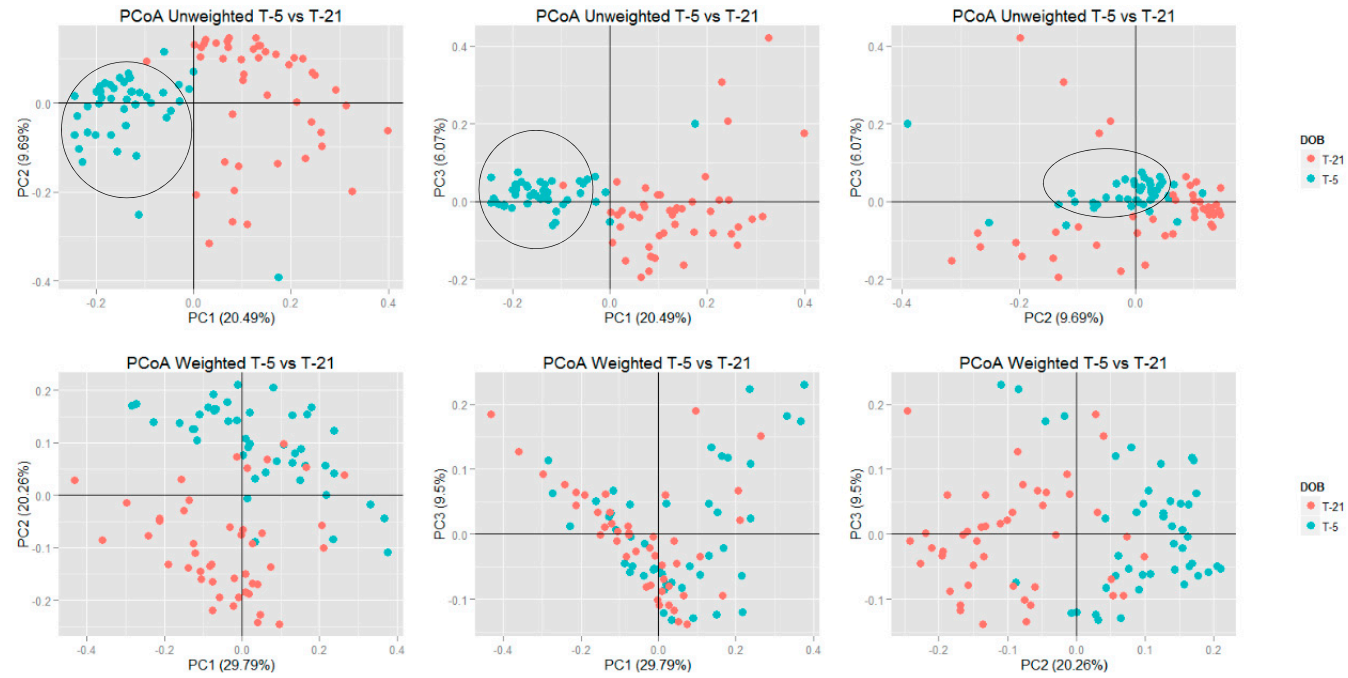 PCoA Unweighted T-5 vs T-21
PCoA Unweighted T-5 vs T-21
PCoA Unweighted T-5 vs T-21
PC2 (9.69%)
0.0
-0.2
-0.4
-0.2
0.0
0.2
0.4
PC1 (20.49%)
PC3 (6.07%)
0.4
0.2
0.0
-0.2
-0.2
0.0
0.2
0.4
PC1 (20.49%)
PC3 (6.07%)
0.4
0.2
0.0
-0.2
-0.4
-0.2
0.0
PC2 (9.69%)
DOB
T-21
T-5
PCoA Weighted T-5 vs T-21
PCoA Weighted T-5 vs T-21
PCoA Weighted T-5 vs T-21
PC2 (20.26%)
0.2
0.1
0.0
-0.1
-0.2
-0.4
-0.2
0.0
0.2
0.4
PC1 (29.79%)
PC3 (9.5%)
0.2
0.1
0.0
-0.1
-0.4
-0.2
0.0
0.2
0.4
PC1 (29.79%)
PC3 (9.5%)
0.2
0.1
0.0
-0.1
-0.2
-0.1
0.0
0.1
0.2
PC2 (20.26%)
DOB
T-21
T-5